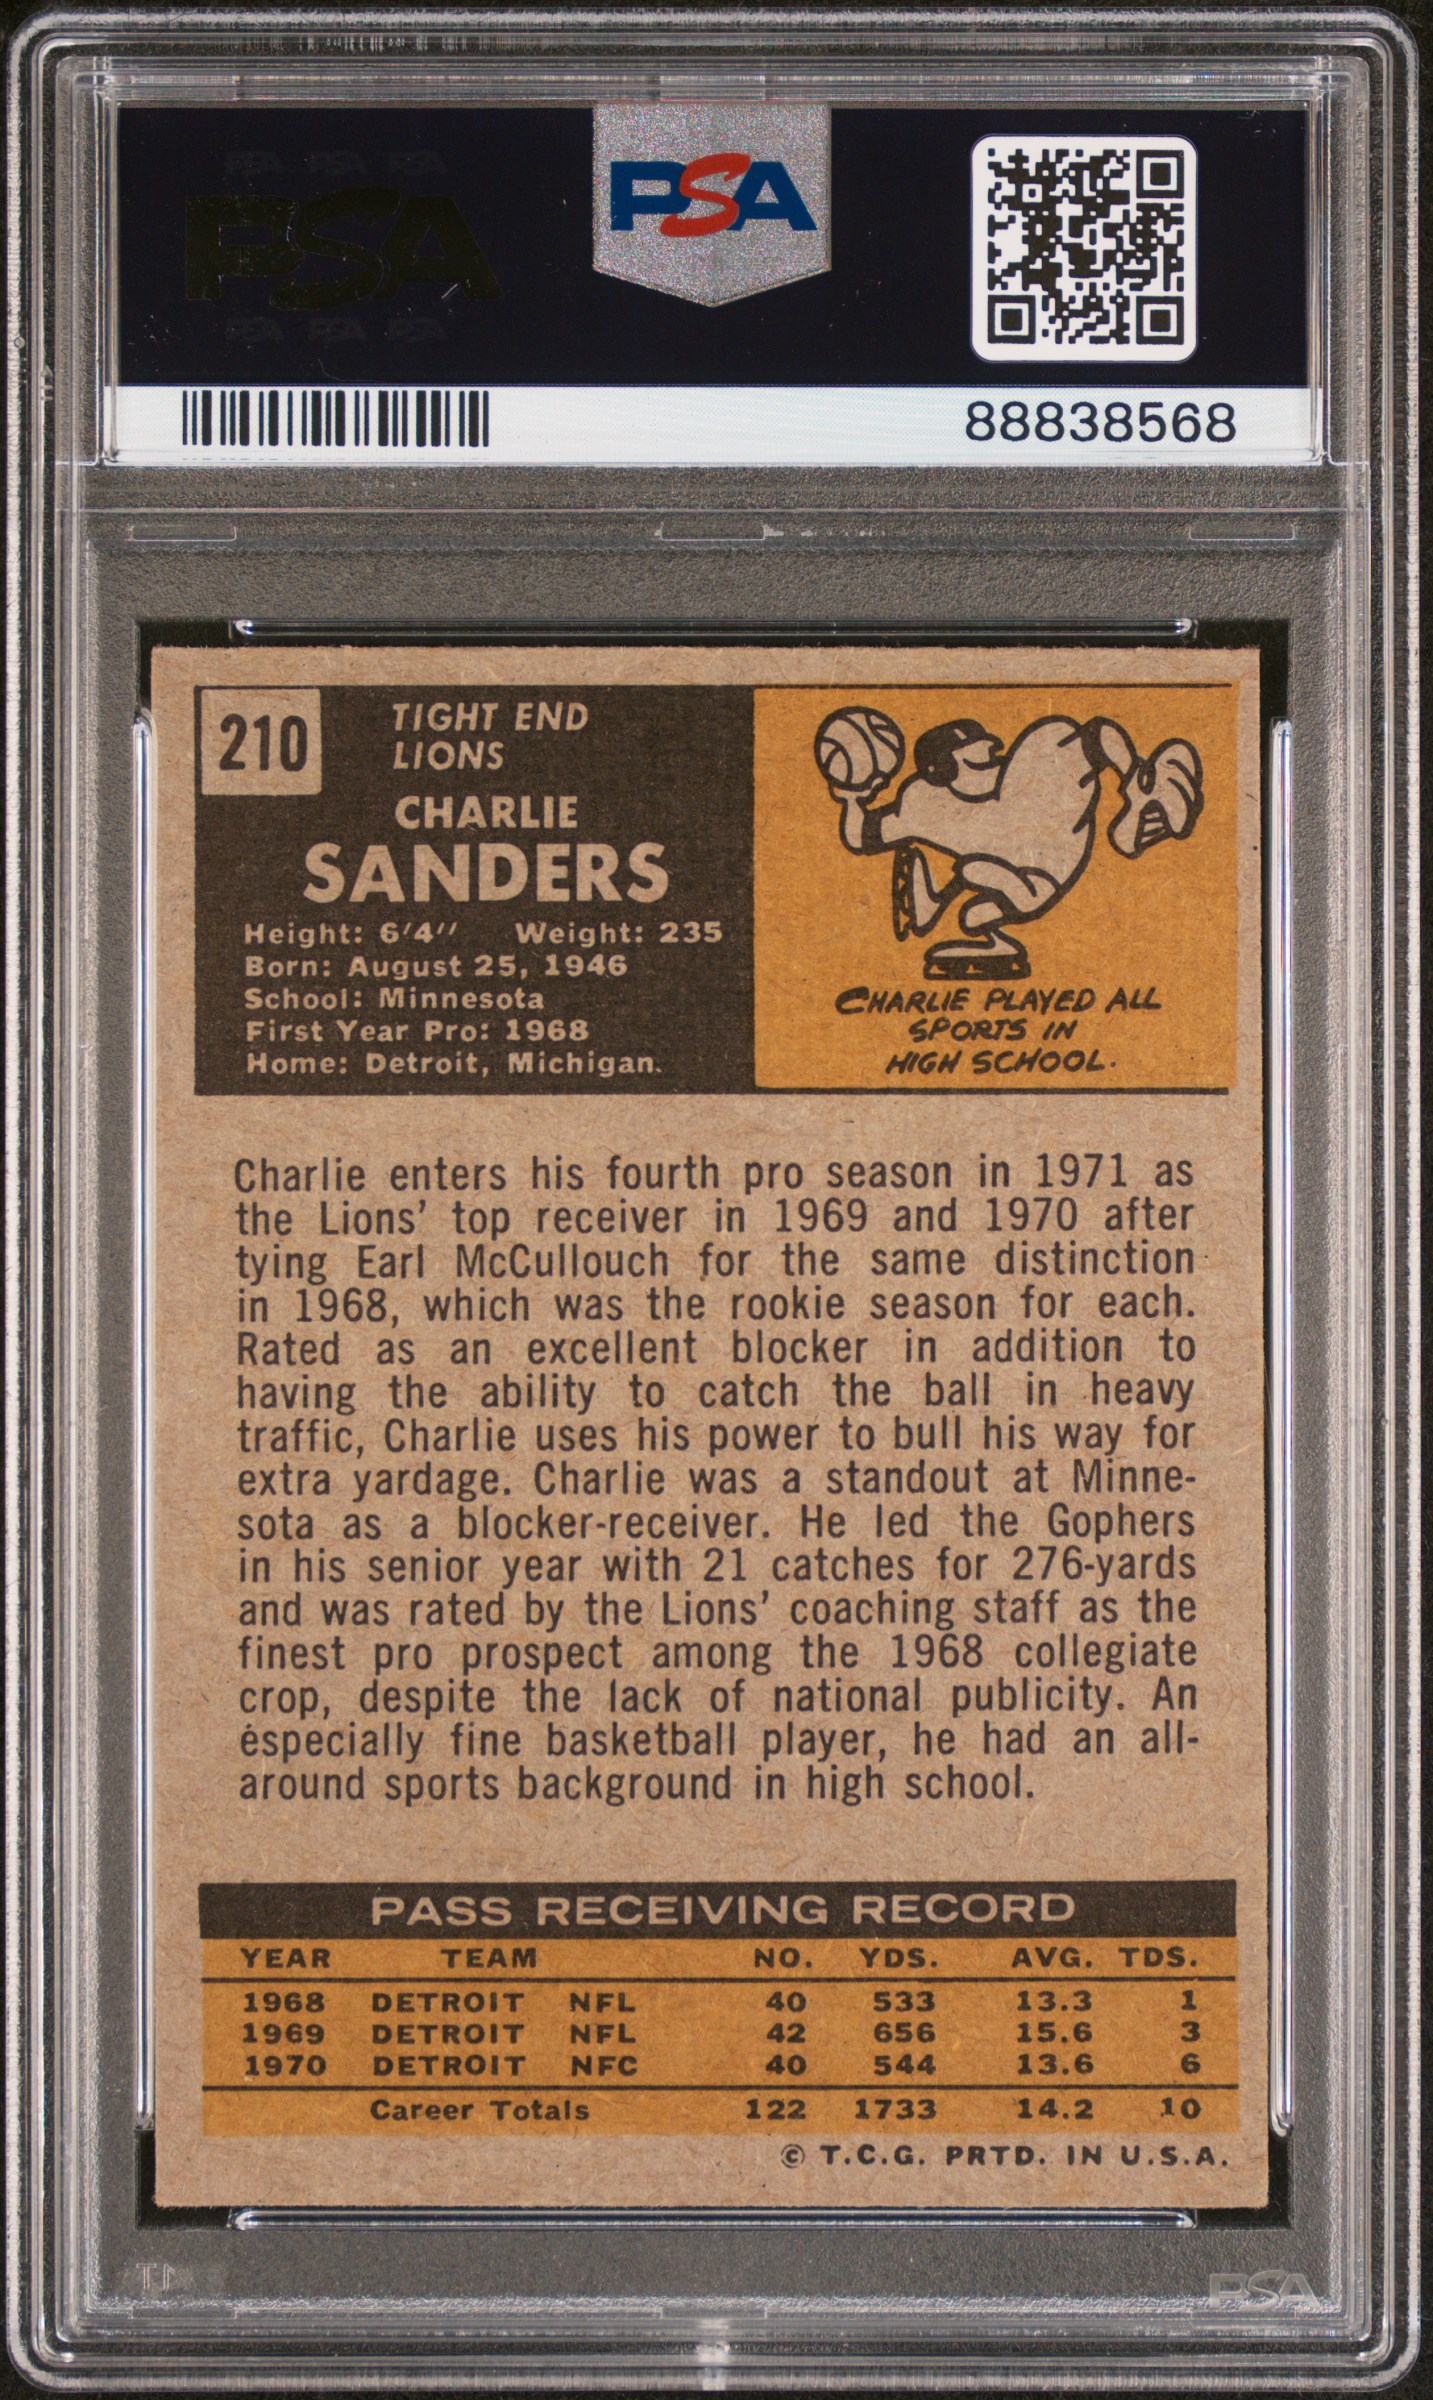 PSA PSA PSA
PSA
PSA PSA PSA
PSA
88838568
210
TIGHT END
LIONS
CHARLIE
SANDERS
Height: 6'4" Weight: 235
Born: August 25, 1946
School: Minnesota
First Year Pro: 1968
Home: Detroit, Michigan.
CHARLIE PLAYED ALL
SPORTS IN
HIGH SCHOOL.
Charlie enters his fourth pro season in 1971 as
the Lions' top receiver in 1969 and 1970 after
tying Earl McCullouch for the same distinction
in 1968, which was the rookie season for each.
Rated as an excellent blocker in addition to
having the ability to catch the ball in heavy
traffic, Charlie uses his power to bull his way for
extra yardage. Charlie was a standout at Minne-
sota as a blocker-receiver. He led the Gophers
in his senior year with 21 catches for 276-yards
and was rated by the Lions' coaching staff as the
finest pro prospect among the 1968 collegiate
crop, despite the lack of national publicity. An
especially fine basketball player, he had an all-
around sports background in high school.
PASS RECEIVING RECORD
YEAR TEAM NO. YDS. AVG. TDS.
1968 DETROIT NFL 40 533 13.3 1
1969 DETROIT NFL 42 656 15.6 3
1970 DETROIT NFC 40 544 13.6 6
Career Totals 122 1733 14.2 10
© T.C.G. PRTD. IN U.S.A.
PSA